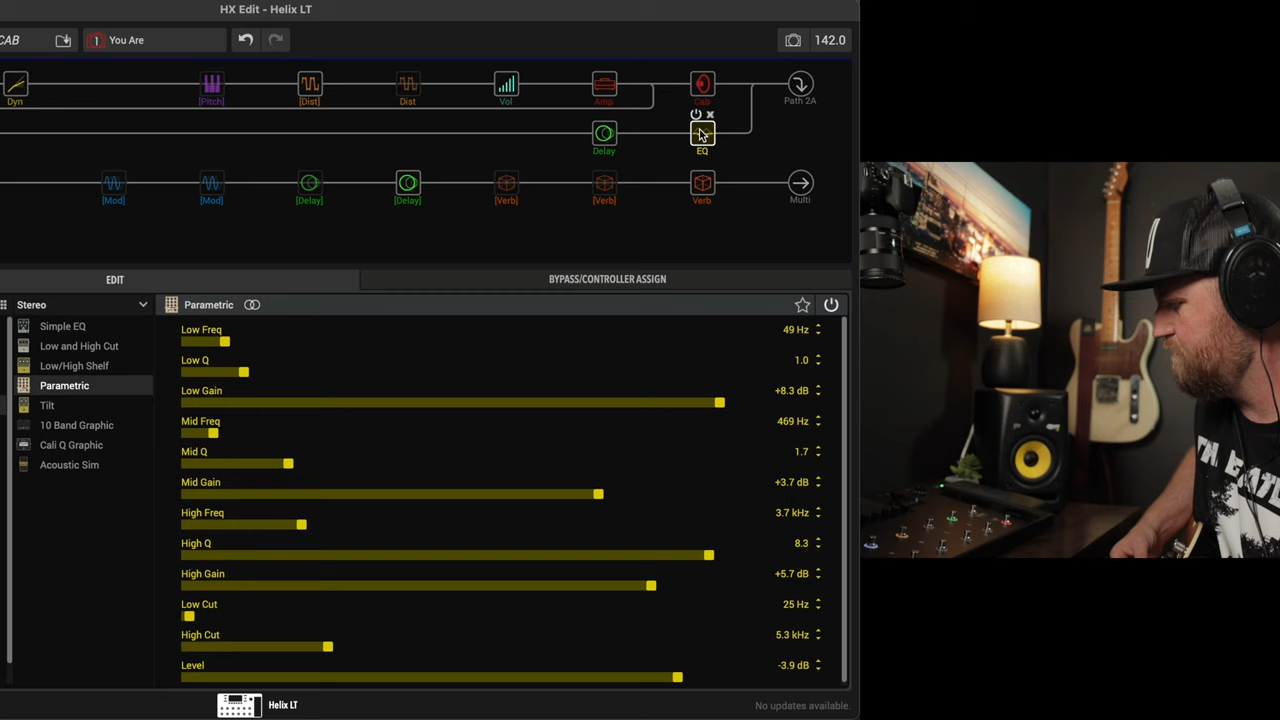 HX Edit - Helix LT
CAB
1 You Are
142.0
Dyn
[Pitch]
[Dist]
Dist
Vol
Amp
Cab
Path 2A
Delay
EQ
[Mod]
[Mod]
[Delay]
[Delay]
[Verb]
[Verb]
Verb
Multi
EDIT
BYPASS/CONTROLLER ASSIGN
Stereo
Parametric
Simple EQ
Low and High Cut
Low/High Shelf
Parametric
Tilt
10 Band Graphic
Cali Q Graphic
Acoustic Sim
Low Freq 49 Hz
Low Q 1.0
Low Gain +8.3 dB
Mid Freq 469 Hz
Mid Q 1.7
Mid Gain +3.7 dB
High Freq 3.7 kHz
High Q 8.3
High Gain +5.7 dB
Low Cut 25 Hz
High Cut 5.3 kHz
Level -3.9 dB
Helix LT
No updates available.